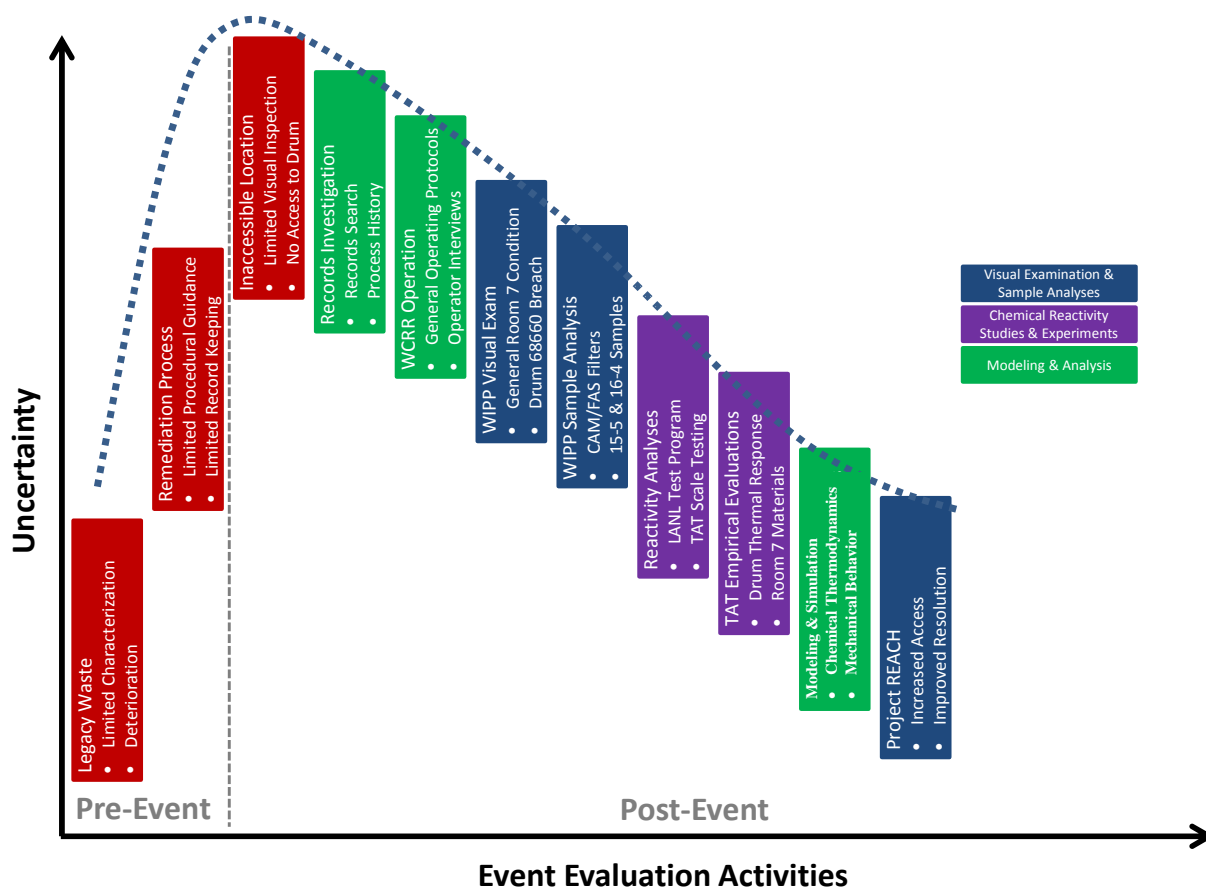 Uncertainty
Legacy Waste
• Limited Characterization
• Deterioration
Remediation Process
• Limited Procedural Guidance
• Limited Record Keeping
Inaccessible Location
• Limited Visual Inspection
• No Access to Drum
Records Investigation
• Records Search
• Process History
WCRR Operation
• General Operating Protocols
• Operator Interviews
WIPP Visual Exam
• General Room 7 Condition
• Drum 68660 Breach
WIPP Sample Analysis
• CAM/FAS Filters
• 15-5 & 16-4 Samples
Reactivity Analyses
• LANL Test Program
• TAT Scale Testing
TAT Empirical Evaluations
• Drum Thermal Response
• Room 7 Materials
Modeling & Simulation
• Chemical Thermodynamics
• Mechanical Behavior
Project REACH
• Increased Access
• Improved Resolution
Visual Examination &
Sample Analyses
Chemical Reactivity
Studies & Experiments
Modeling & Analysis
Pre-Event
Post-Event
Event Evaluation Activities